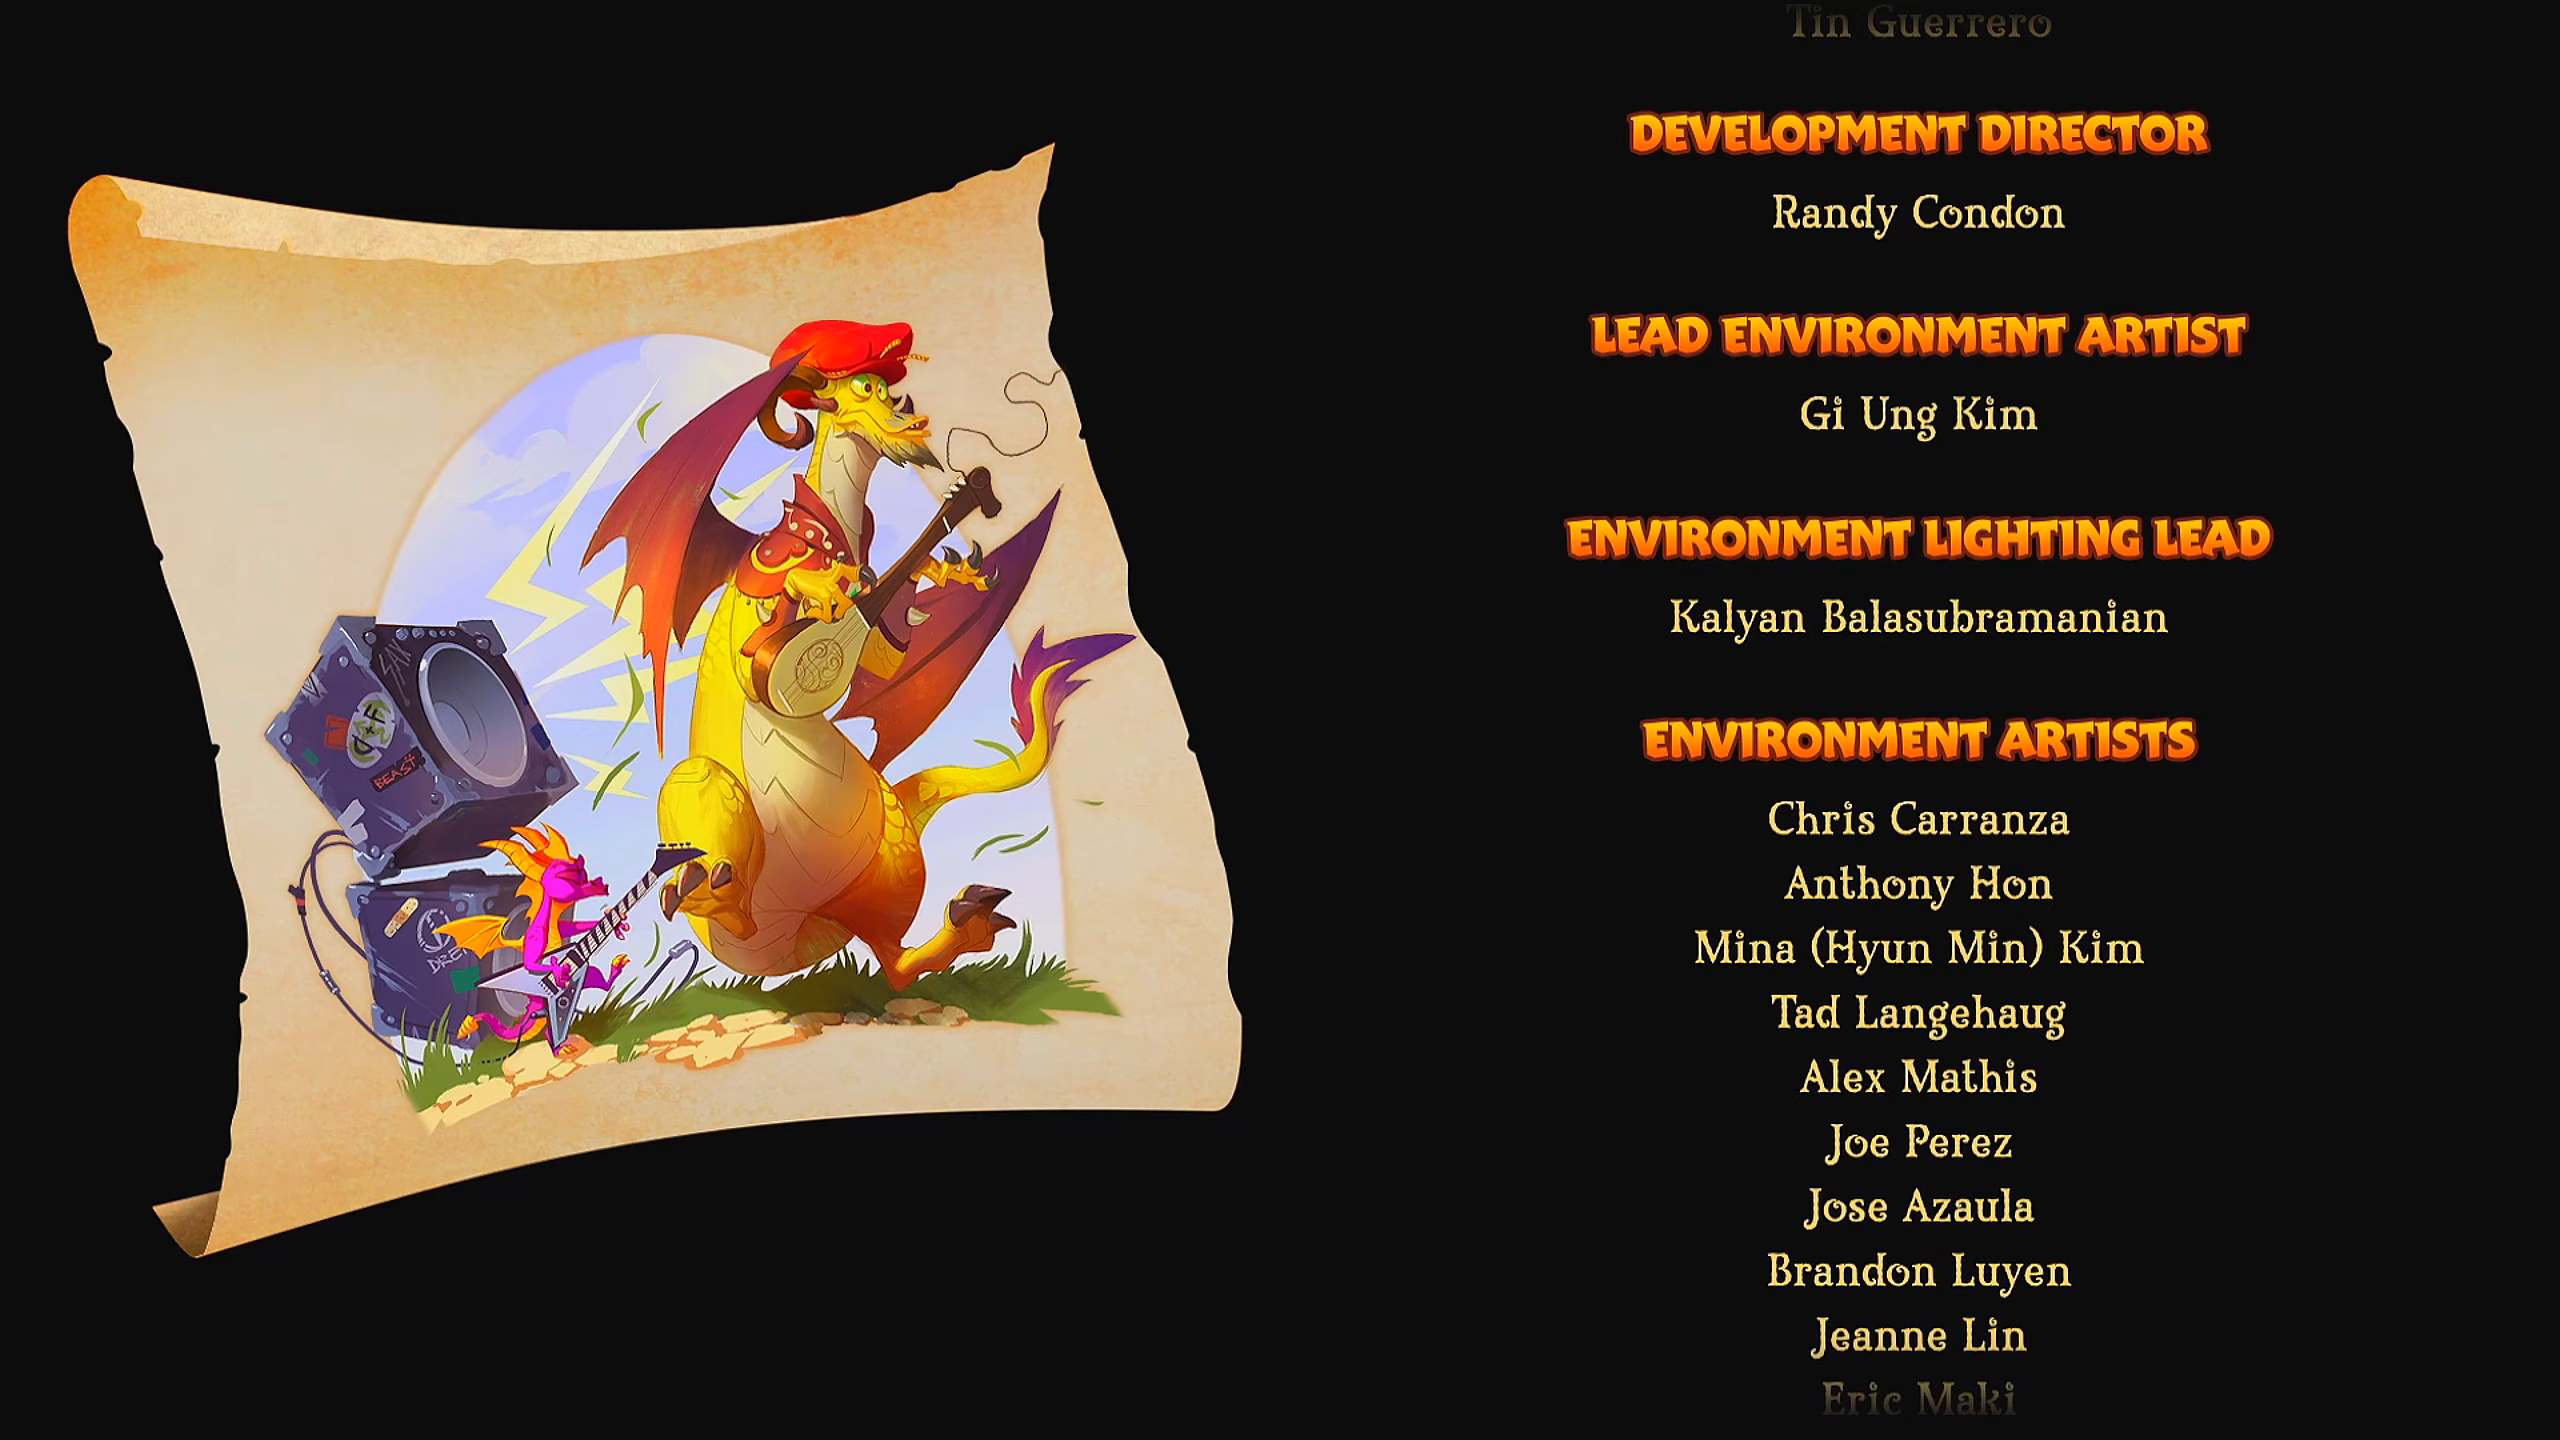 Tin Guerrero
DEVELOPMENT DIRECTOR
Randy Condon
LEAD ENVIRONMENT ARTIST
Gi Ung Kim
ENVIRONMENT LIGHTING LEAD
Kalyan Balasubramanian
ENVIRONMENT ARTISTS
Chris Carranza
Anthony Hon
Mina (Hyun Min) Kim
Tad Langehaug
Alex Mathis
Joe Perez
Jose Azaula
Brandon Luyen
Jeanne Lin
Eric Maki
BEAST